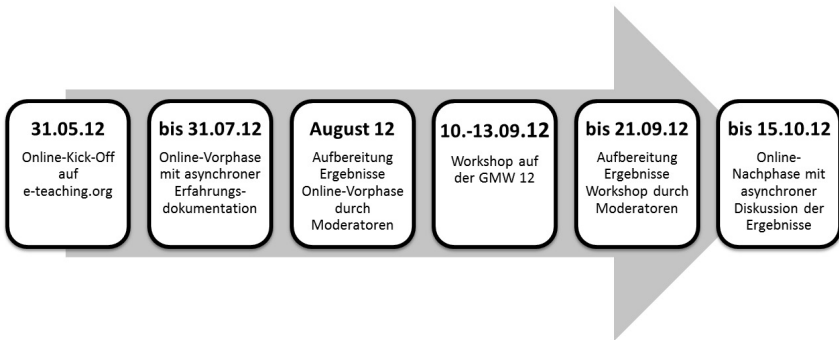 31.05.12
Online-Kick-Off
auf
e-teaching.org
bis 31.07.12
Online-Vorphase
mit asynchroner
Erfahrungs-
dokumentation
August 12
Aufbereitung
Ergebnisse
Online-Vorphase
durch
Moderatoren
10.-13.09.12
Workshop auf
der GMW 12
bis 21.09.12
Aufbereitung
Ergebnisse
Workshop durch
Moderatoren
bis 15.10.12
Online-
Nachphase mit
asynchroner
Diskussion der
Ergebnisse